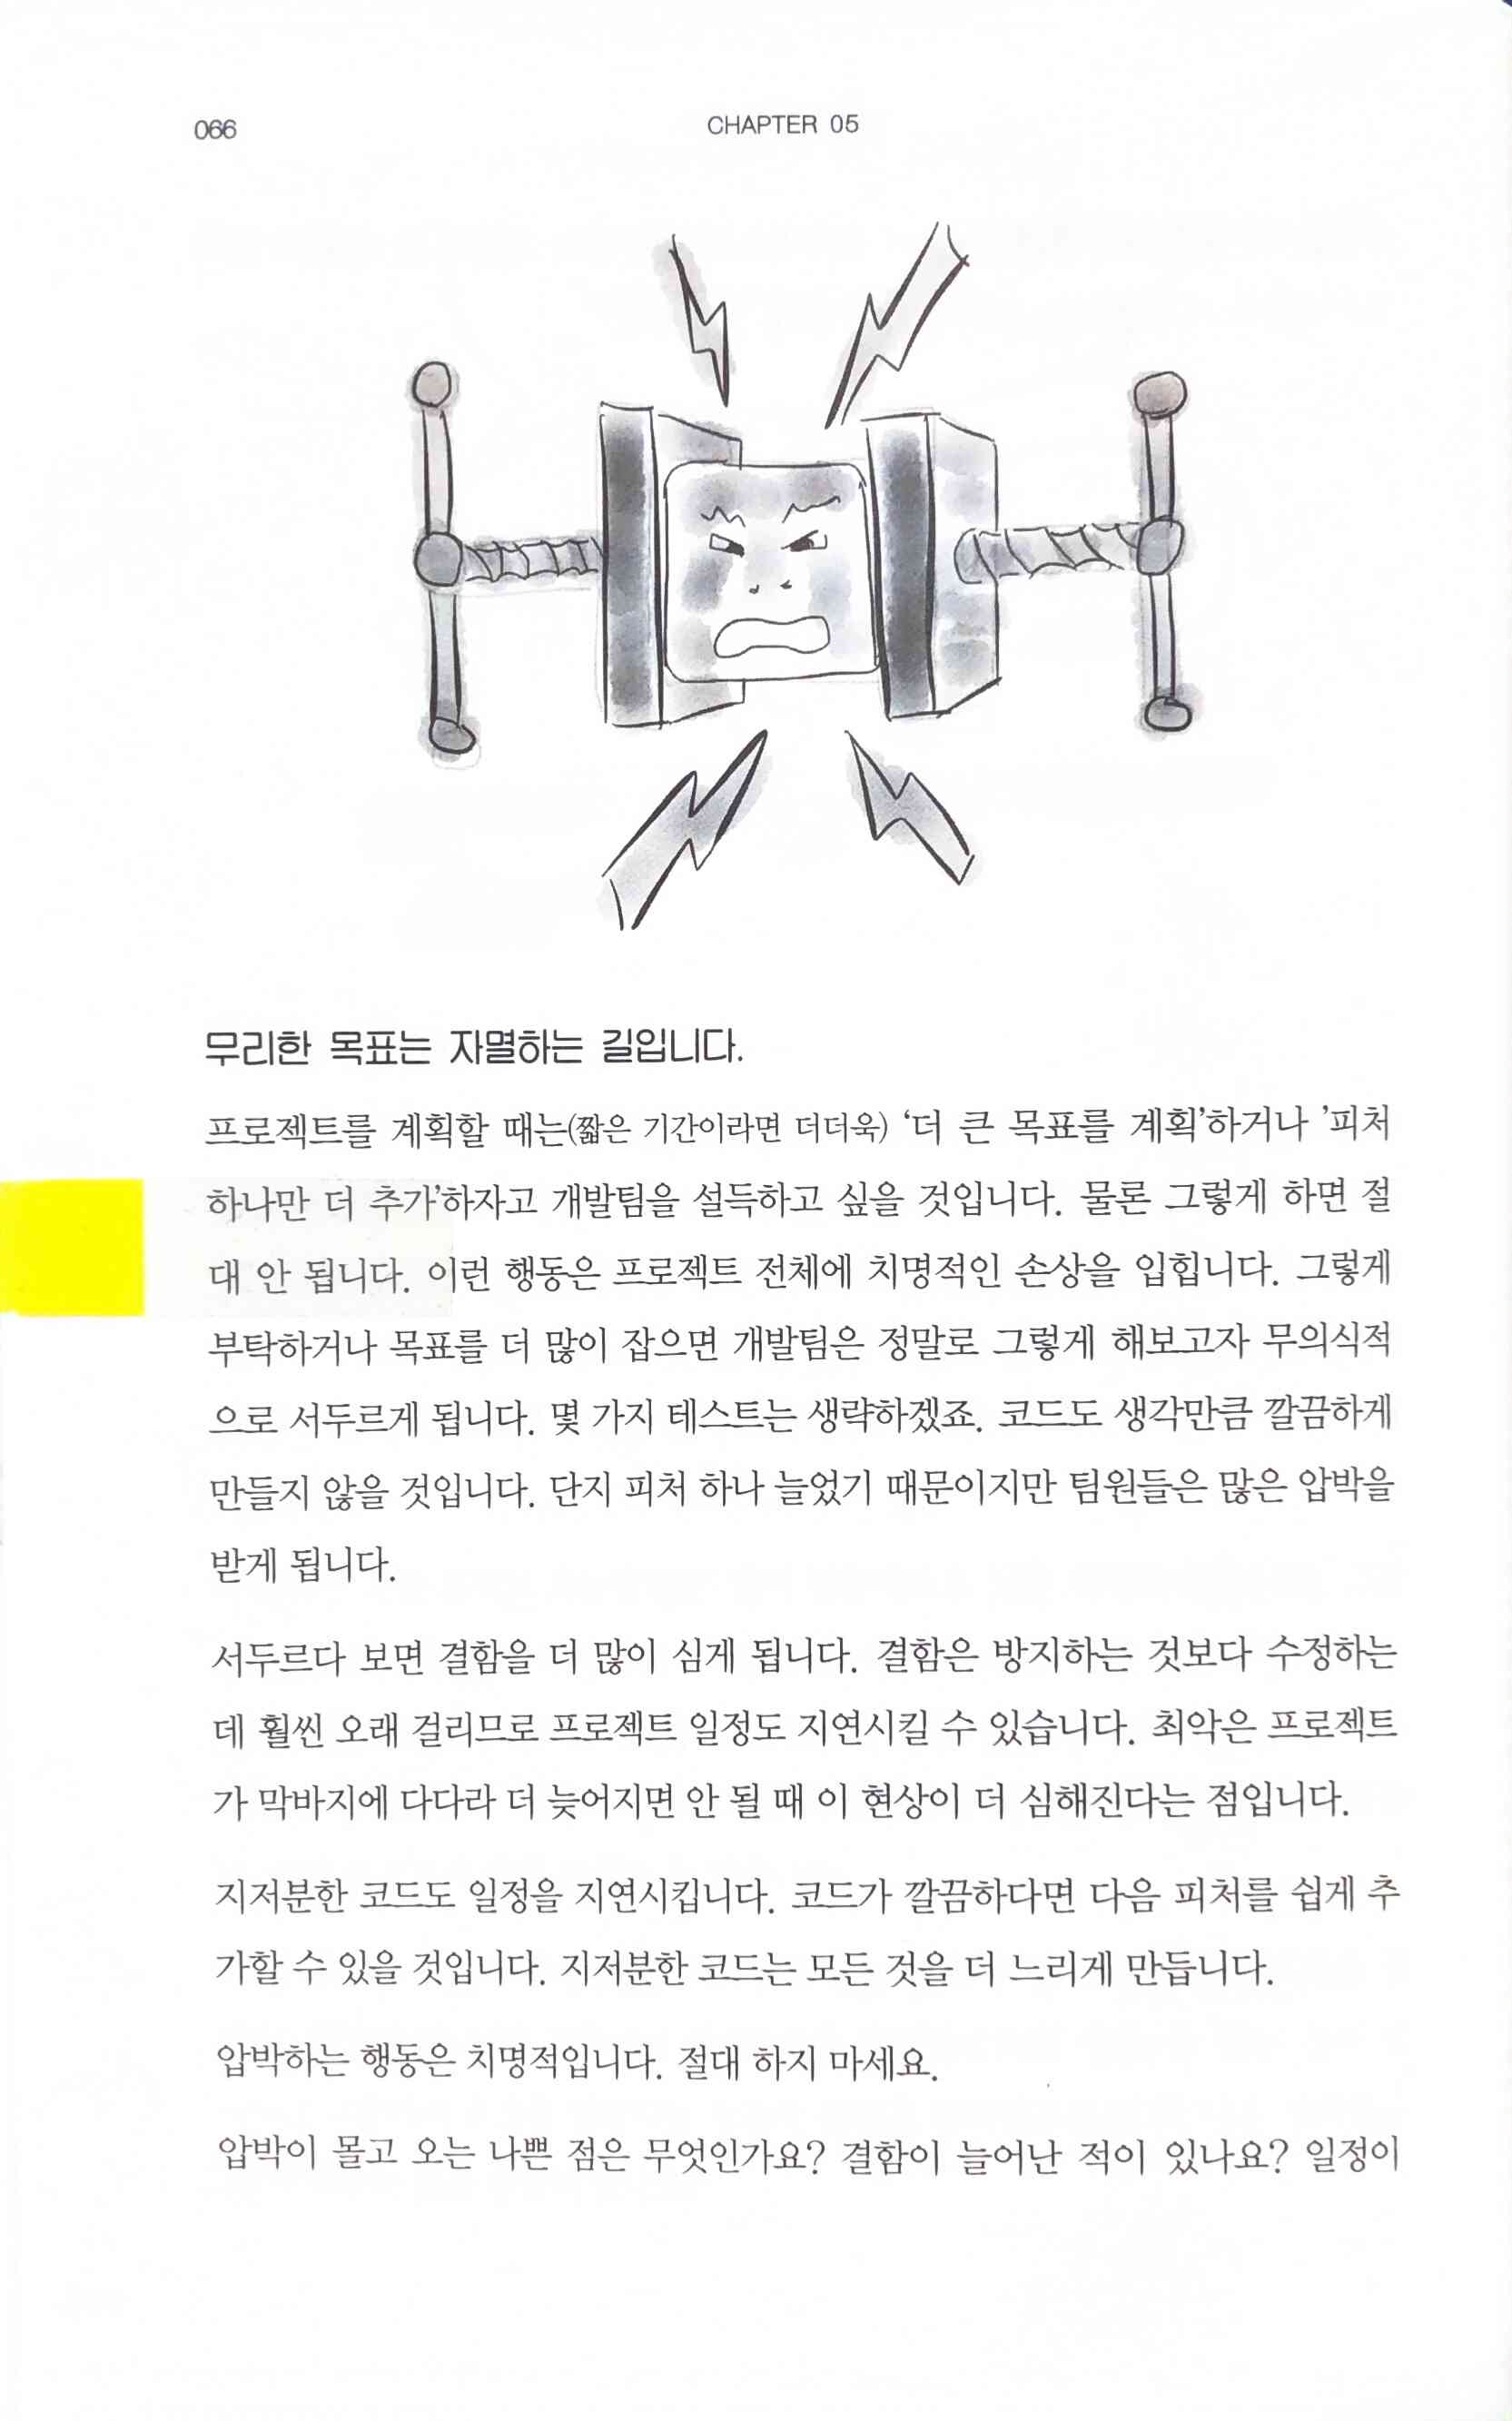 066
CHAPTER 05
무리한 목표는 자멸하는 길입니다.
프로젝트를 계획할 때는(짧은 기간이라면 더더욱) ‘더 큰 목표를 계획’하거나 ’피처
하나만 더 추가’하자고 개발팀을 설득하고 싶을 것입니다. 물론 그렇게 하면 절
대 안 됩니다. 이런 행동은 프로젝트 전체에 치명적인 손상을 입힙니다. 그렇게
부탁하거나 목표를 더 많이 잡으면 개발팀은 정말로 그렇게 해보고자 무의식적
으로 서두르게 됩니다. 몇 가지 테스트는 생략하겠죠. 코드도 생각만큼 깔끔하게
만들지 않을 것입니다. 단지 피처 하나 늘었기 때문이지만 팀원들은 많은 압박을
받게 됩니다.
서두르다 보면 결함을 더 많이 심게 됩니다. 결함은 방지하는 것보다 수정하는
데 훨씬 오래 걸리므로 프로젝트 일정도 지연시킬 수 있습니다. 최악은 프로젝트
가 막바지에 다다라 더 늦어지면 안 될 때 이 현상이 더 심해진다는 점입니다.
지저분한 코드도 일정을 지연시킵니다. 코드가 깔끔하다면 다음 피처를 쉽게 추
가할 수 있을 것입니다. 지저분한 코드는 모든 것을 더 느리게 만듭니다.
압박하는 행동은 치명적입니다. 절대 하지 마세요.
압박이 몰고 오는 나쁜 점은 무엇인가요? 결함이 늘어난 적이 있나요? 일정이